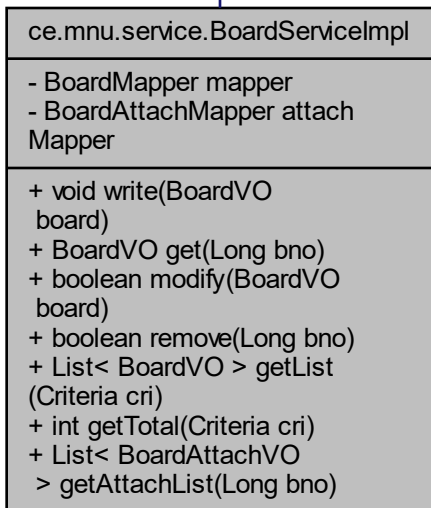 ce.mnu.service.BoardServiceImpl
- BoardMapper mapper
- BoardAttachMapper attach
Mapper
+ void write(BoardVO
 board)
+ BoardVO get(Long bno)
+ boolean modify(BoardVO
 board)
+ boolean remove(Long bno)
+ List< BoardVO > getList
(Criteria cri)
+ int getTotal(Criteria cri)
+ List< BoardAttachVO
 > getAttachList(Long bno)